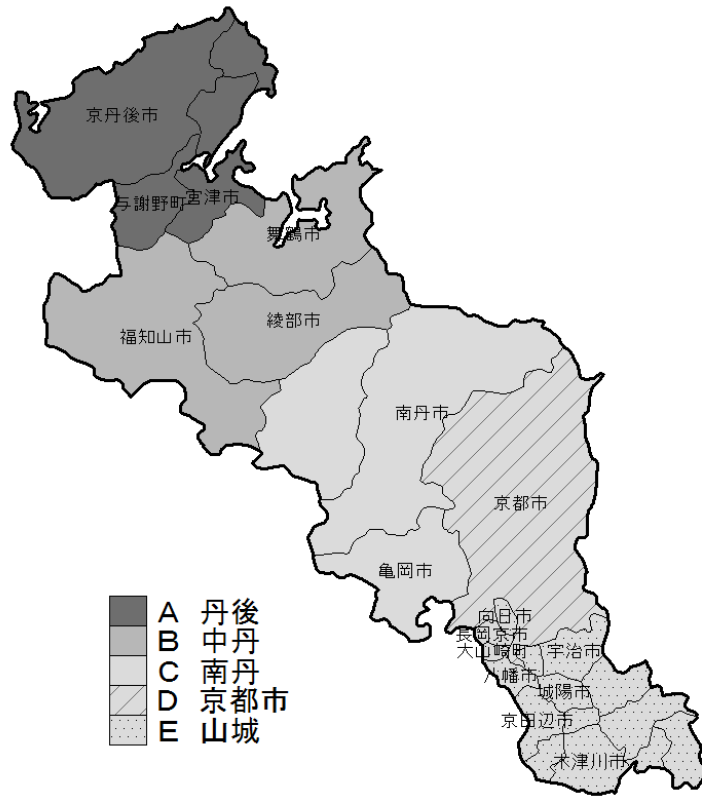 京丹後市
与謝野町
宮津市
舞鶴市
綾部市
福知山市
南丹市
京都市
亀岡市
向日市
長岡京市
大山崎町
宇治市
八幡市
城陽市
京田辺市
木津川市
A 丹後
B 中丹
C 南丹
D 京都市
E 山城